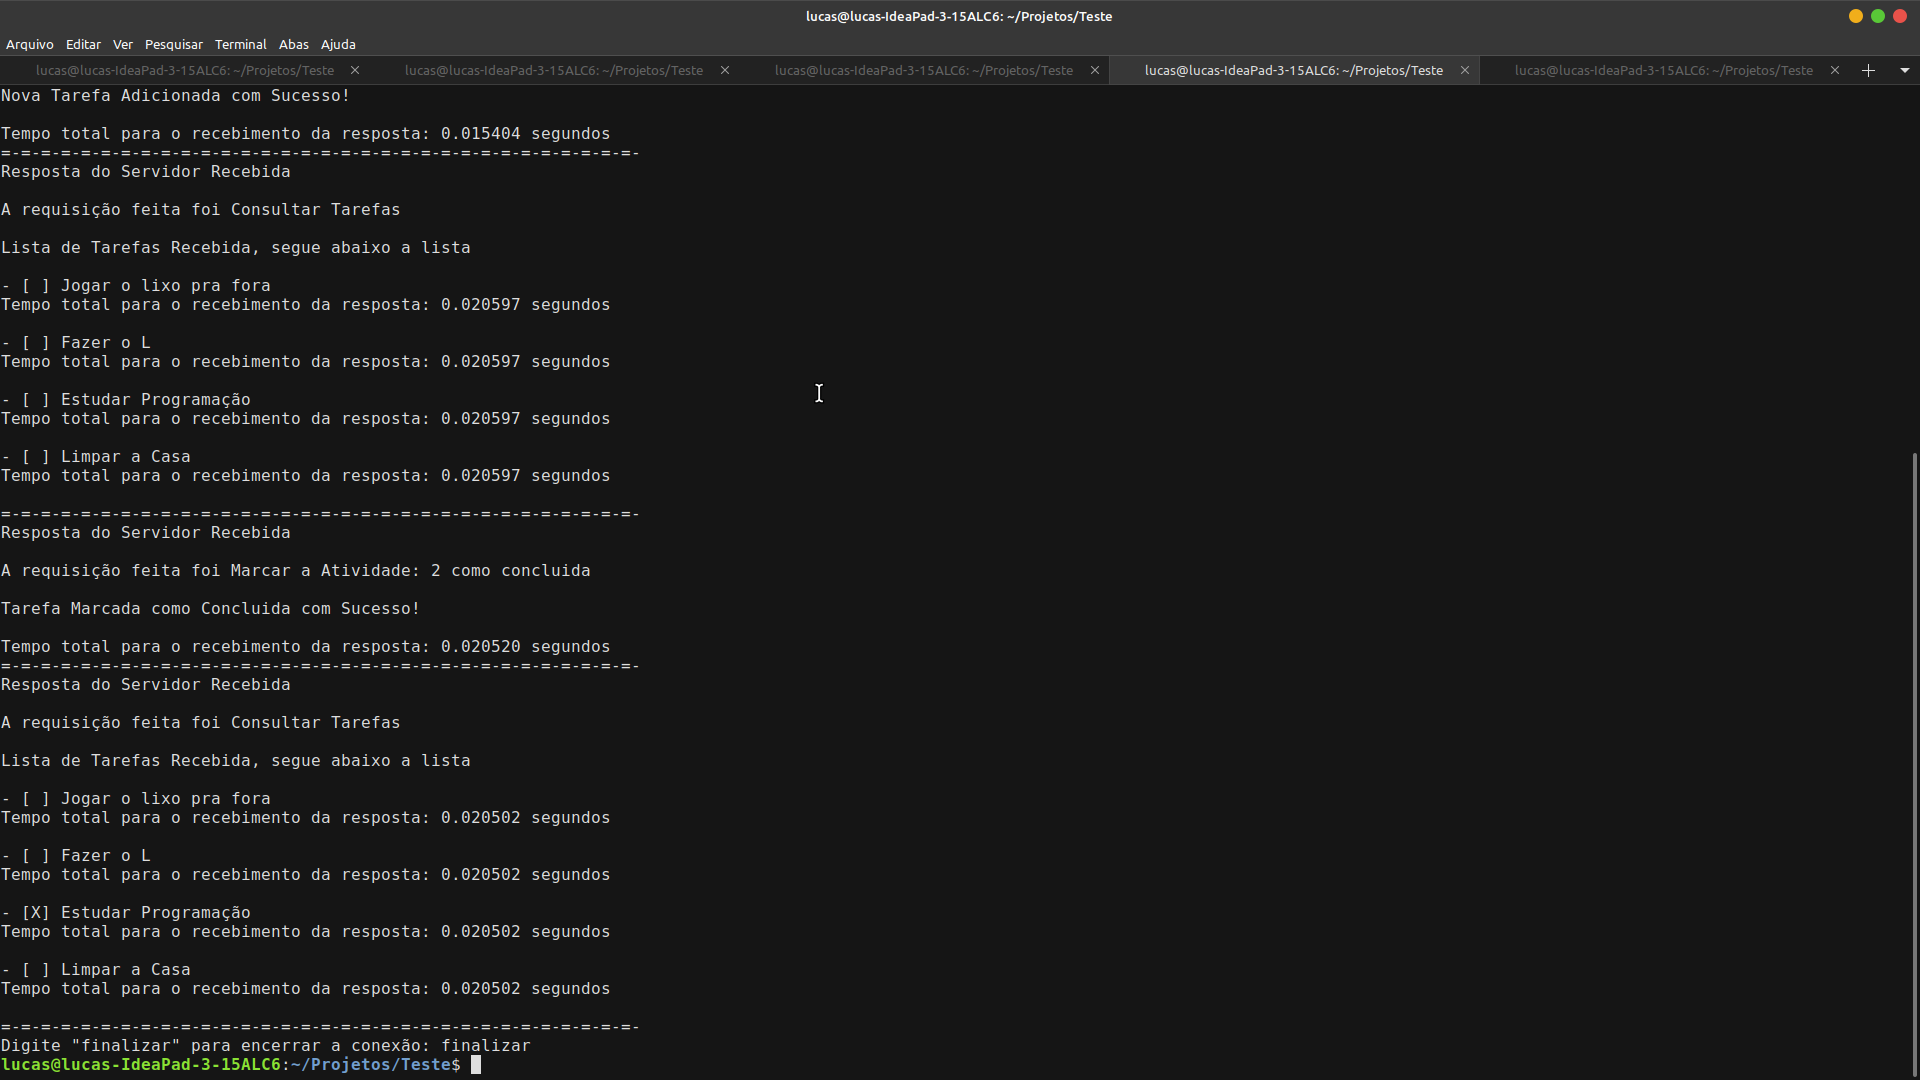 lucas@lucas-IdeaPad-3-15ALC6: ~/Projetos/Teste
Arquivo Editar Ver Pesquisar Terminal Abas Ajuda
lucas@lucas-IdeaPad-3-15ALC6: ~/Projetos/Teste lucas@lucas-IdeaPad-3-15ALC6: ~/Projetos/Teste lucas@lucas-IdeaPad-3-15ALC6: ~/Projetos/Teste lucas@lucas-IdeaPad-3-15ALC6: ~/Projetos/Teste lucas@lucas-IdeaPad-3-15ALC6: ~/Projetos/Teste
Nova Tarefa Adicionada com Sucesso!
Tempo total para o recebimento da resposta: 0.015404 segundos
=-=-=-=-=-=-=-=-=-=-=-=-=-=-=-=-=-=-=-=-=-=-=-=-=-=-=-=-=-=-=-=-
Resposta do Servidor Recebida
A requisição feita foi Consultar Tarefas
Lista de Tarefas Recebida, segue abaixo a lista
- [ ] Jogar o lixo pra fora
Tempo total para o recebimento da resposta: 0.020597 segundos
- [ ] Fazer o L
Tempo total para o recebimento da resposta: 0.020597 segundos
- [ ] Estudar Programação
Tempo total para o recebimento da resposta: 0.020597 segundos
- [ ] Limpar a Casa
Tempo total para o recebimento da resposta: 0.020597 segundos
=-=-=-=-=-=-=-=-=-=-=-=-=-=-=-=-=-=-=-=-=-=-=-=-=-=-=-=-=-=-=-=-
Resposta do Servidor Recebida
A requisição feita foi Marcar a Atividade: 2 como concluida
Tarefa Marcada como Concluida com Sucesso!
Tempo total para o recebimento da resposta: 0.020520 segundos
=-=-=-=-=-=-=-=-=-=-=-=-=-=-=-=-=-=-=-=-=-=-=-=-=-=-=-=-=-=-=-=-
Resposta do Servidor Recebida
A requisição feita foi Consultar Tarefas
Lista de Tarefas Recebida, segue abaixo a lista
- [ ] Jogar o lixo pra fora
Tempo total para o recebimento da resposta: 0.020502 segundos
- [ ] Fazer o L
Tempo total para o recebimento da resposta: 0.020502 segundos
- [X] Estudar Programação
Tempo total para o recebimento da resposta: 0.020502 segundos
- [ ] Limpar a Casa
Tempo total para o recebimento da resposta: 0.020502 segundos
=-=-=-=-=-=-=-=-=-=-=-=-=-=-=-=-=-=-=-=-=-=-=-=-=-=-=-=-=-=-=-=-
Digite "finalizar" para encerrar a conexão: finalizar
lucas@lucas-IdeaPad-3-15ALC6:~/Projetos/Teste$